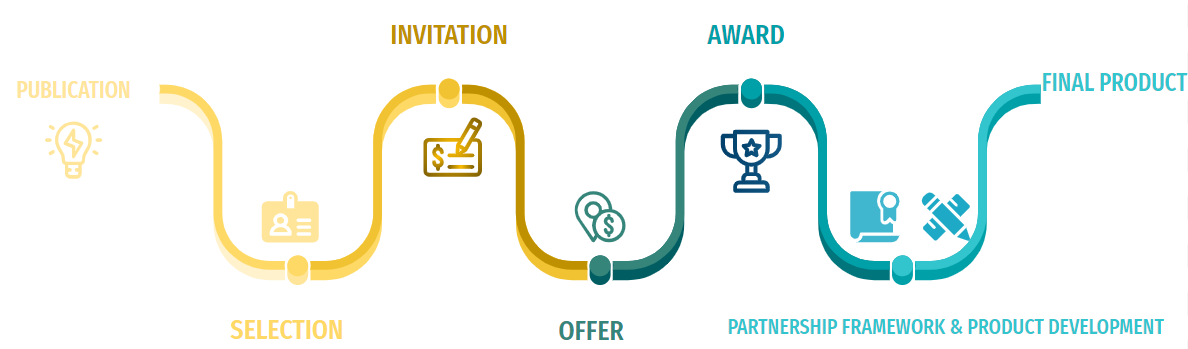 PUBLICATION
SELECTION
INVITATION
$
OFFER
$
AWARD
PARTNERSHIP FRAMEWORK & PRODUCT DEVELOPMENT
FINAL PRODUCT